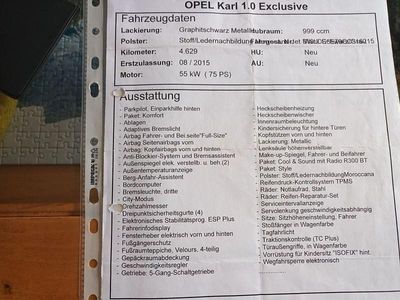 OPEL Karl 1.0 Exclusive
Fahrzeugdaten
Lackierung: Graphitschwarz Metallic Hubraum: 999 ccm
Polster: Stoff/Ledernachbildung
Kilometer: 4.629 HU: Neu
Erstzulassung: 08 / 2015 AU: Neu
Motor: 55 kW ( 75 PS)
Ausstattung
- Parkpilot, Einparkhilfe hinten
- Paket: Komfort
- Ablagen
- Adaptives Bremslicht
- Airbag Fahrer- und Bei seite"Full-Size"
- Airbag Seitenairbags vorn
- Airbag: Kopfairbags vorn und hinten
- Anti-Blockier-System und Bremsassistent
- Außenspiegel elek. verstellb. u. beh.(2)
- Außentemperaturanzeige
- Berg-Anfahr-Assistent
- Bordcomputer
- Bremsleuchte, dritte
- City-Modus
- Drehzahlmesser
- Dreipunktsicherheitsgurte (4)
- Elektronisches Stabilitätsprog. ESP Plus
- Fahrerinfodisplay
- Fensterheber elektrisch vorn und hinten
- Fußgängerschutz
- Fußraumteppiche, Velours, 4-teilig
- Gepäckraumabdeckung
- Geschwindigkeitsregler
- Getriebe: 5-Gang-Schaltgetriebe
- Heckscheibenheizung
- Heckscheibenwischer
- Innenraumbeleuchtung
- Kindersicherung für hintere Türen
- Kopfstützen vorn und hinten
- Lackierung: Metallic
- Lenksäule höhenverstellbar
- Make-up-Spiegel, Fahrer- und Beifahrer
- Paket: Cool & Sound mit Radio R300 BT
- Paket: Style
- Polster: Stoff/LedernachbildungMoroccana
- Reifendruck-Kontrollsystem TPMS
- Räder: Notlaufrad, Stahl
- Räder: Reifen-Reparatur-Set
- Serviceintervallanzeige
- Servolenkung geschwindigkeitsabhängig
- Sitze: Sitzhöheneinstellung, Fahrer
- Stoßfänger in Wagenfarbe
- Tagfahrlicht
- Traktionskontrolle (TC Plus)
- Türaußengriffe, in Wagenfarbe
- Vorrüstung für Kindersitz "ISOFIX" hint.
- Wegfahrsperre elektronisch